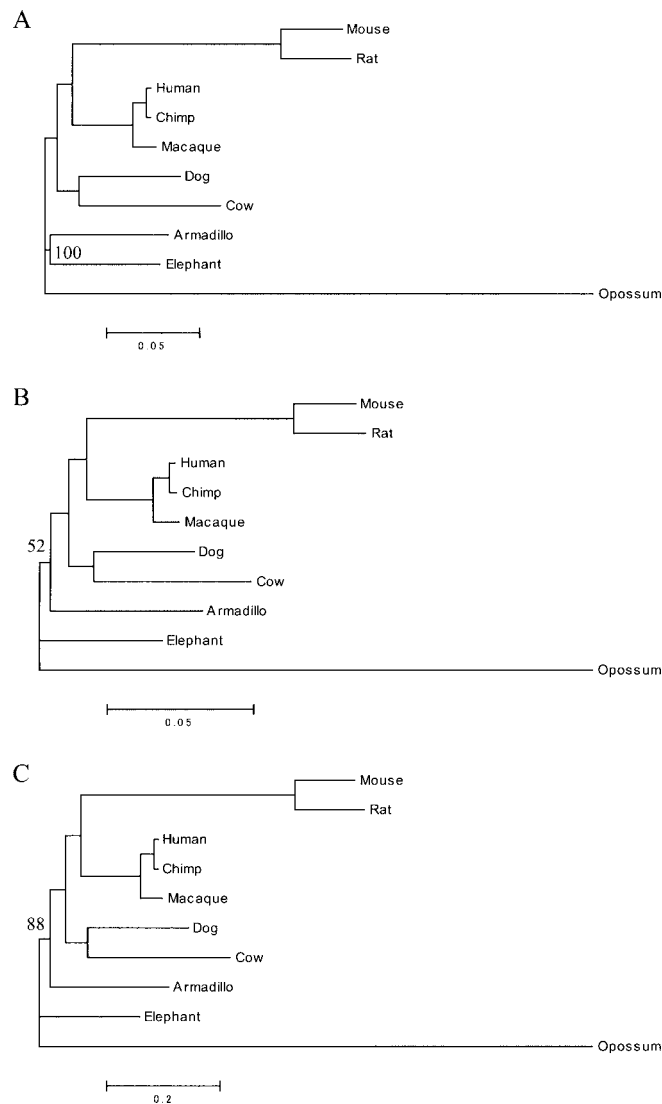 A
Mouse
Rat
Human
Chimp
Macaque
Dog
Cow
Armadillo
100
Elephant
Opossum
0.05
B
Mouse
Rat
Human
Chimp
Macaque
52
Dog
Cow
Armadillo
Elephant
Opossum
0.05
C
Mouse
Rat
Human
Chimp
Macaque
88
Dog
Cow
Armadillo
Elephant
Opossum
0.2